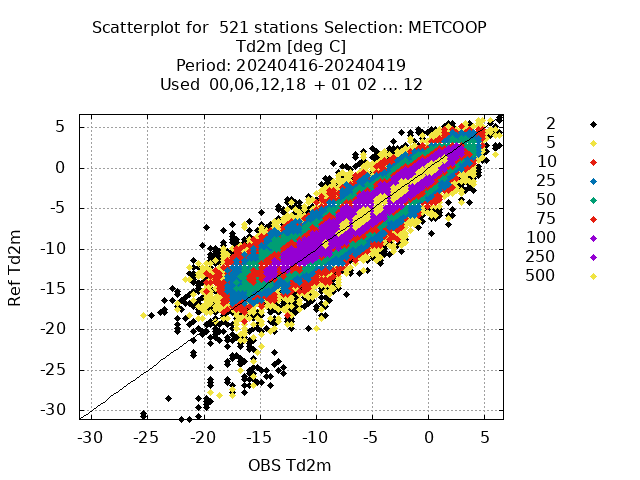 Scatterplot for  521 stations Selection: METCOOP
Td2m [deg C]
Period: 20240416-20240419
Used  00,06,12,18 + 01 02 ... 12
Ref Td2m
5
0
-5
-10
-15
-20
-25
-30
-30 -25 -20 -15 -10 -5 0 5
OBS Td2m
2
5
10
25
50
75
100
250
500